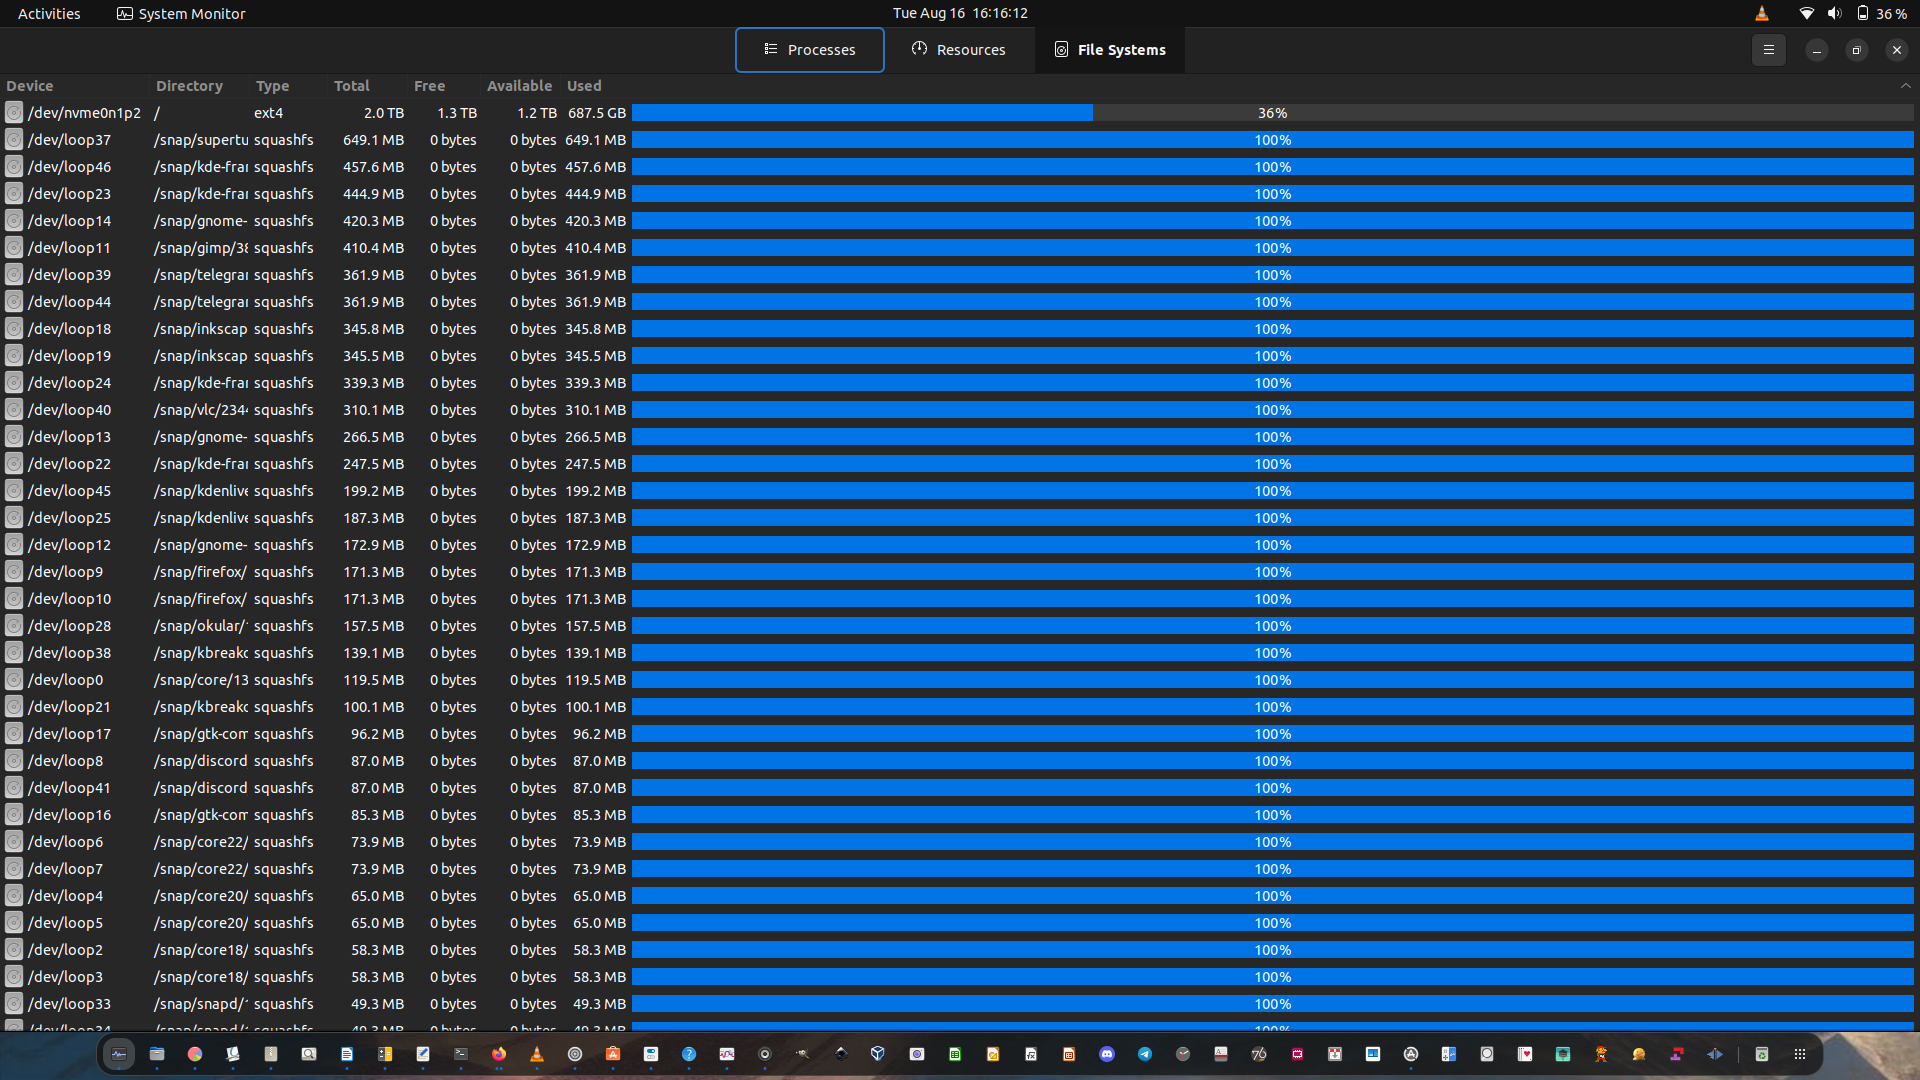 Activities System Monitor Tue Aug 16 16:16:12 36 %
Processes Resources File Systems
Device Directory Type Total Free Available Used
/dev/nvme0n1p2 / ext4 2.0 TB 1.3 TB 1.2 TB 687.5 GB 36%
/dev/loop37 /snap/supertu squashfs 649.1 MB 0 bytes 0 bytes 649.1 MB 100%
/dev/loop46 /snap/kde-fra squashfs 457.6 MB 0 bytes 0 bytes 457.6 MB 100%
/dev/loop23 /snap/kde-fra squashfs 444.9 MB 0 bytes 0 bytes 444.9 MB 100%
/dev/loop14 /snap/gnome- squashfs 420.3 MB 0 bytes 0 bytes 420.3 MB 100%
/dev/loop11 /snap/gimp/38 squashfs 410.4 MB 0 bytes 0 bytes 410.4 MB 100%
/dev/loop39 /snap/telegra squashfs 361.9 MB 0 bytes 0 bytes 361.9 MB 100%
/dev/loop44 /snap/telegra squashfs 361.9 MB 0 bytes 0 bytes 361.9 MB 100%
/dev/loop18 /snap/inkscap squashfs 345.8 MB 0 bytes 0 bytes 345.8 MB 100%
/dev/loop19 /snap/inkscap squashfs 345.5 MB 0 bytes 0 bytes 345.5 MB 100%
/dev/loop24 /snap/kde-fra squashfs 339.3 MB 0 bytes 0 bytes 339.3 MB 100%
/dev/loop40 /snap/vlc/234 squashfs 310.1 MB 0 bytes 0 bytes 310.1 MB 100%
/dev/loop13 /snap/gnome- squashfs 266.5 MB 0 bytes 0 bytes 266.5 MB 100%
/dev/loop22 /snap/kde-fra squashfs 247.5 MB 0 bytes 0 bytes 247.5 MB 100%
/dev/loop45 /snap/kdenlive squashfs 199.2 MB 0 bytes 0 bytes 199.2 MB 100%
/dev/loop25 /snap/kdenlive squashfs 187.3 MB 0 bytes 0 bytes 187.3 MB 100%
/dev/loop12 /snap/gnome- squashfs 172.9 MB 0 bytes 0 bytes 172.9 MB 100%
/dev/loop9 /snap/firefox/ squashfs 171.3 MB 0 bytes 0 bytes 171.3 MB 100%
/dev/loop10 /snap/firefox/ squashfs 171.3 MB 0 bytes 0 bytes 171.3 MB 100%
/dev/loop28 /snap/okular/ squashfs 157.5 MB 0 bytes 0 bytes 157.5 MB 100%
/dev/loop38 /snap/kbreako squashfs 139.1 MB 0 bytes 0 bytes 139.1 MB 100%
/dev/loop0 /snap/core/13 squashfs 119.5 MB 0 bytes 0 bytes 119.5 MB 100%
/dev/loop21 /snap/kbreako squashfs 100.1 MB 0 bytes 0 bytes 100.1 MB 100%
/dev/loop17 /snap/gtk-com squashfs 96.2 MB 0 bytes 0 bytes 96.2 MB 100%
/dev/loop8 /snap/discord squashfs 87.0 MB 0 bytes 0 bytes 87.0 MB 100%
/dev/loop41 /snap/discord squashfs 87.0 MB 0 bytes 0 bytes 87.0 MB 100%
/dev/loop16 /snap/gtk-com squashfs 85.3 MB 0 bytes 0 bytes 85.3 MB 100%
/dev/loop6 /snap/core22/ squashfs 73.9 MB 0 bytes 0 bytes 73.9 MB 100%
/dev/loop7 /snap/core22/ squashfs 73.9 MB 0 bytes 0 bytes 73.9 MB 100%
/dev/loop4 /snap/core20/ squashfs 65.0 MB 0 bytes 0 bytes 65.0 MB 100%
/dev/loop5 /snap/core20/ squashfs 65.0 MB 0 bytes 0 bytes 65.0 MB 100%
/dev/loop2 /snap/core18/ squashfs 58.3 MB 0 bytes 0 bytes 58.3 MB 100%
/dev/loop3 /snap/core18/ squashfs 58.3 MB 0 bytes 0 bytes 58.3 MB 100%
/dev/loop33 /snap/snapd/1 squashfs 49.3 MB 0 bytes 0 bytes 49.3 MB 100%
/dev/loop34 /snap/snapd/ squashfs 49.3 MB 0 bytes 0 bytes 49.3 MB 100%
76